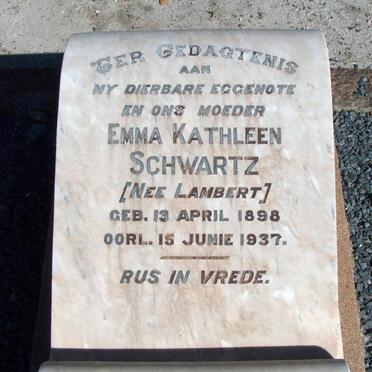 TER GEDAGTENIS
AAN
MY DIERBARE EGGENOTE
EN ONS MOEDER
EMMA KATHLEEN
SCHWARTZ
[NEE LAMBERT]
GEB. 13 APRIL 1898
OORL. 15 JUNIE 1937.
RUS IN VREDE.